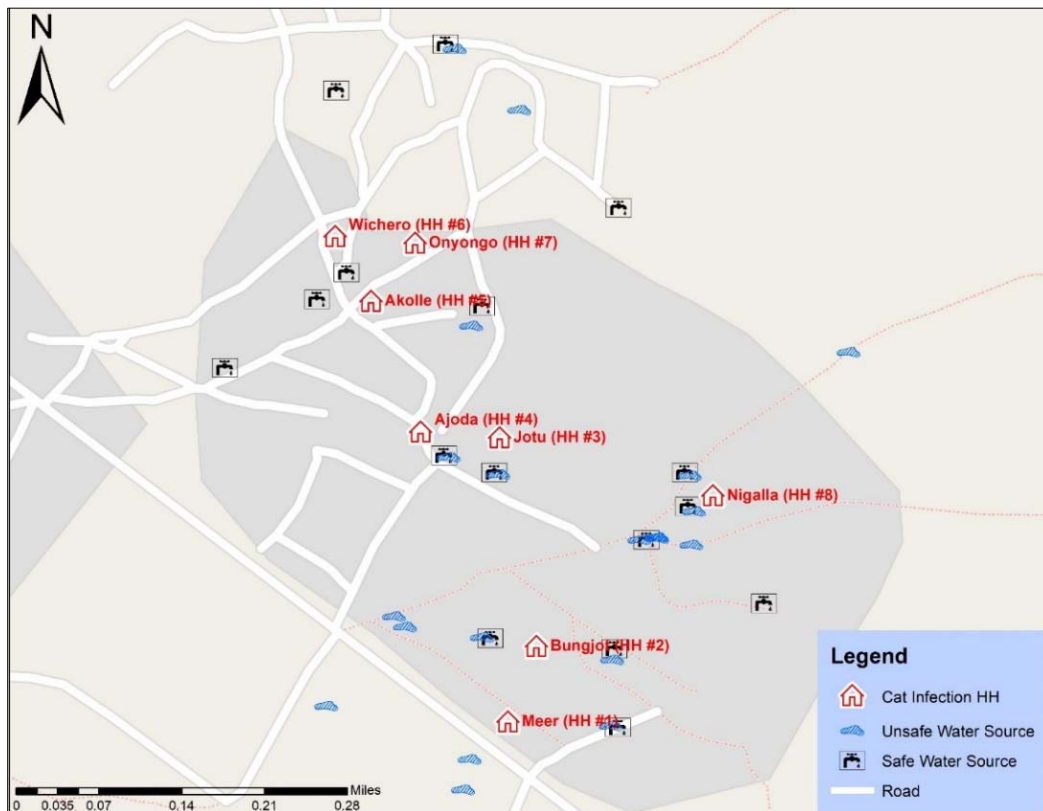 N
Wichero (HH #6)
Onyongo (HH #7)
Akolle (HH #5)
Ajoda (HH #4)
Jotu (HH #3)
Nigalla (HH #8)
Bungjo (HH #2)
Meer (HH #1)
Legend
Cat Infection HH
Unsafe Water Source
Safe Water Source
Road
Miles
0 0.035 0.07 0.14 0.21 0.28